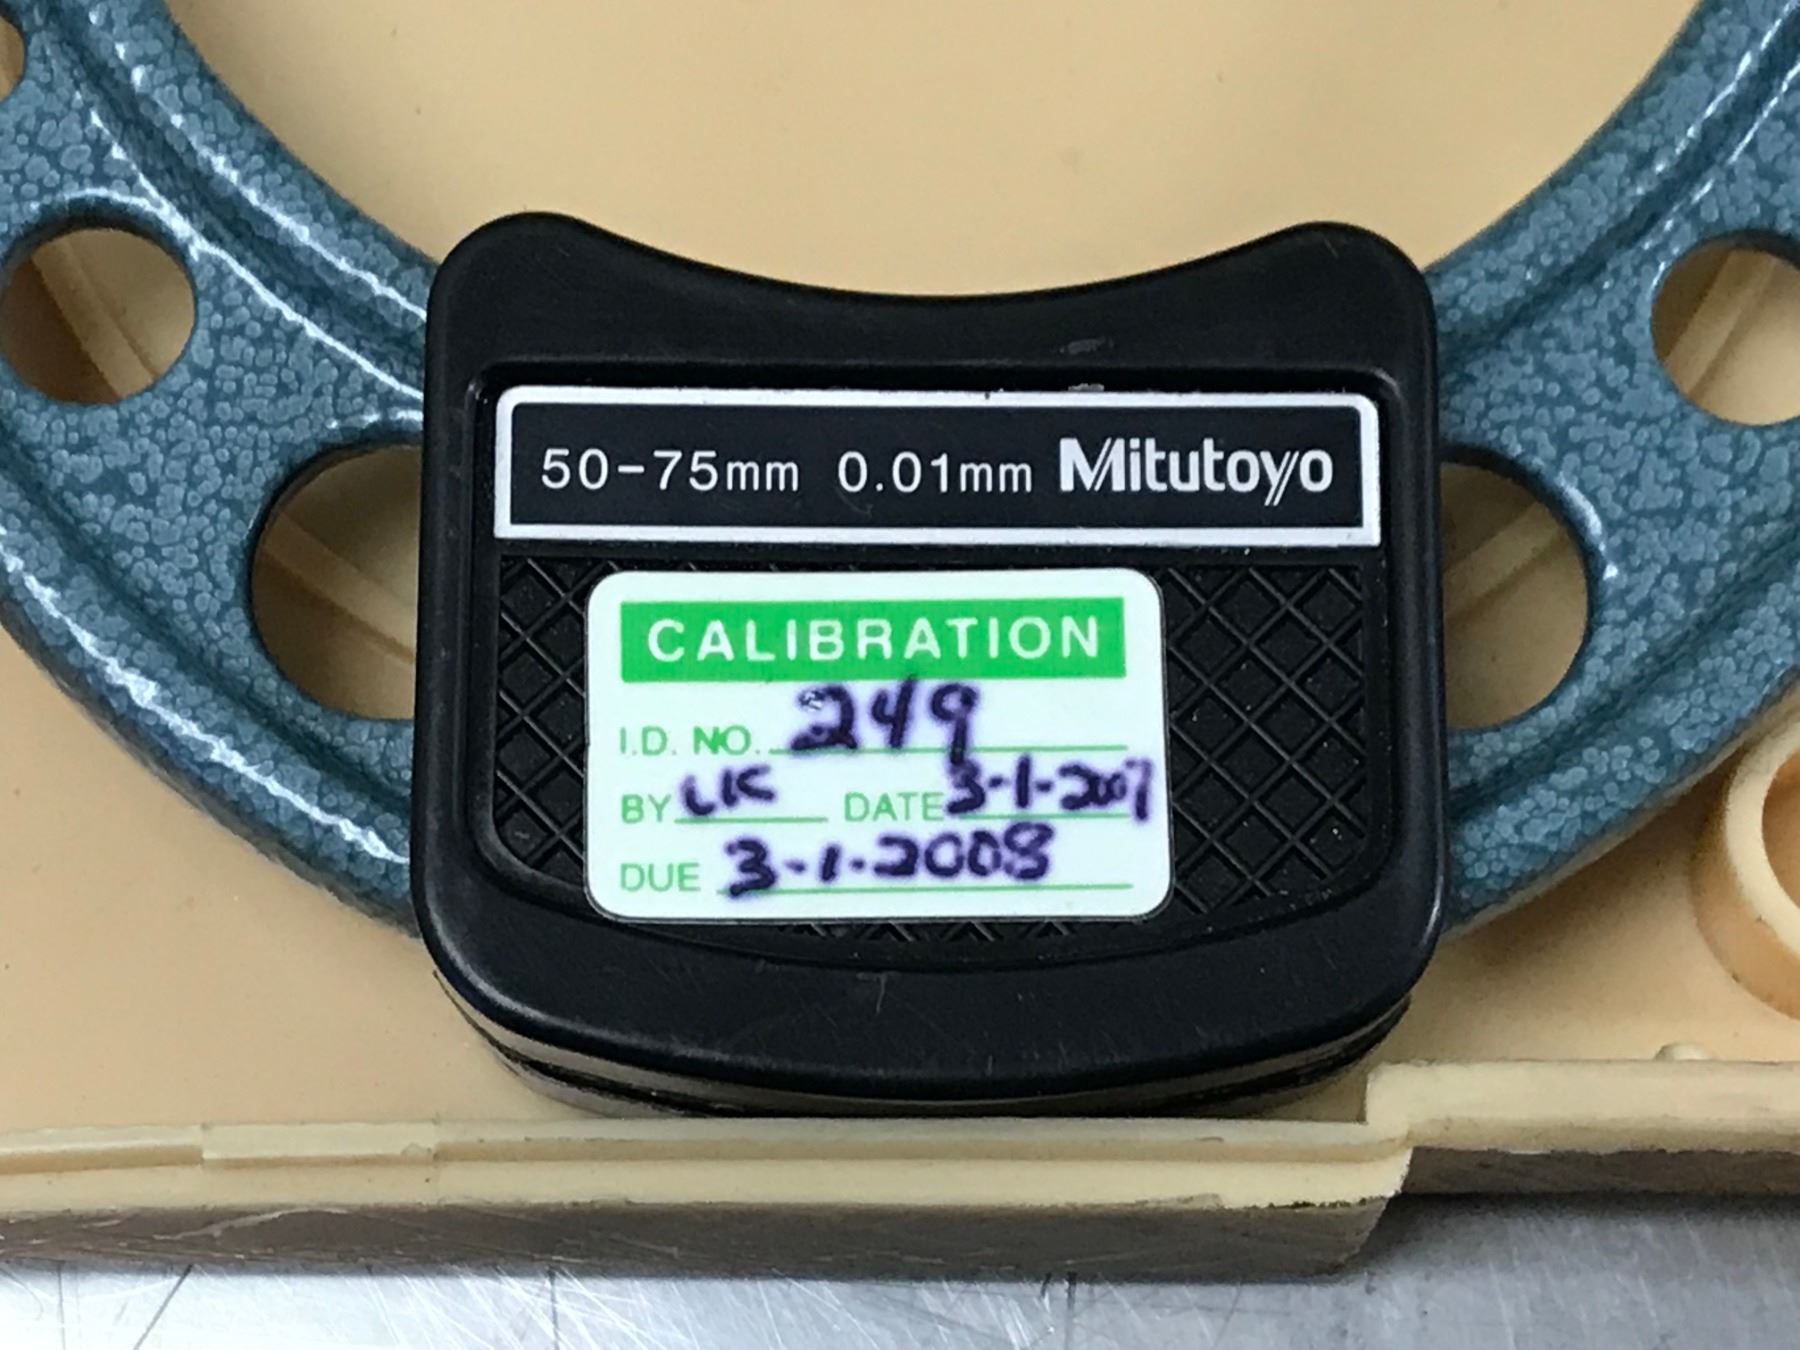 50-75mm 0.01mm Mitutoyo
CALIBRATION
I.D. NO. 249
BY LK DATE 3-1-2007
DUE 3-1-2008